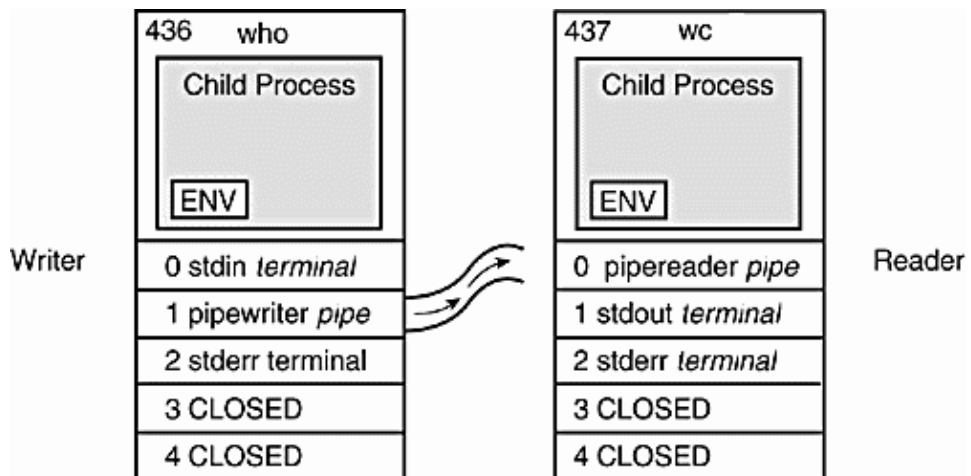 436 who
Child Process
ENV
437 wc
Child Process
ENV
Writer
0 stdin terminal
1 pipewriter pipe
2 stderr terminal
3 CLOSED
4 CLOSED
0 pipereader pipe
1 stdout terminal
2 stderr terminal
3 CLOSED
4 CLOSED
Reader